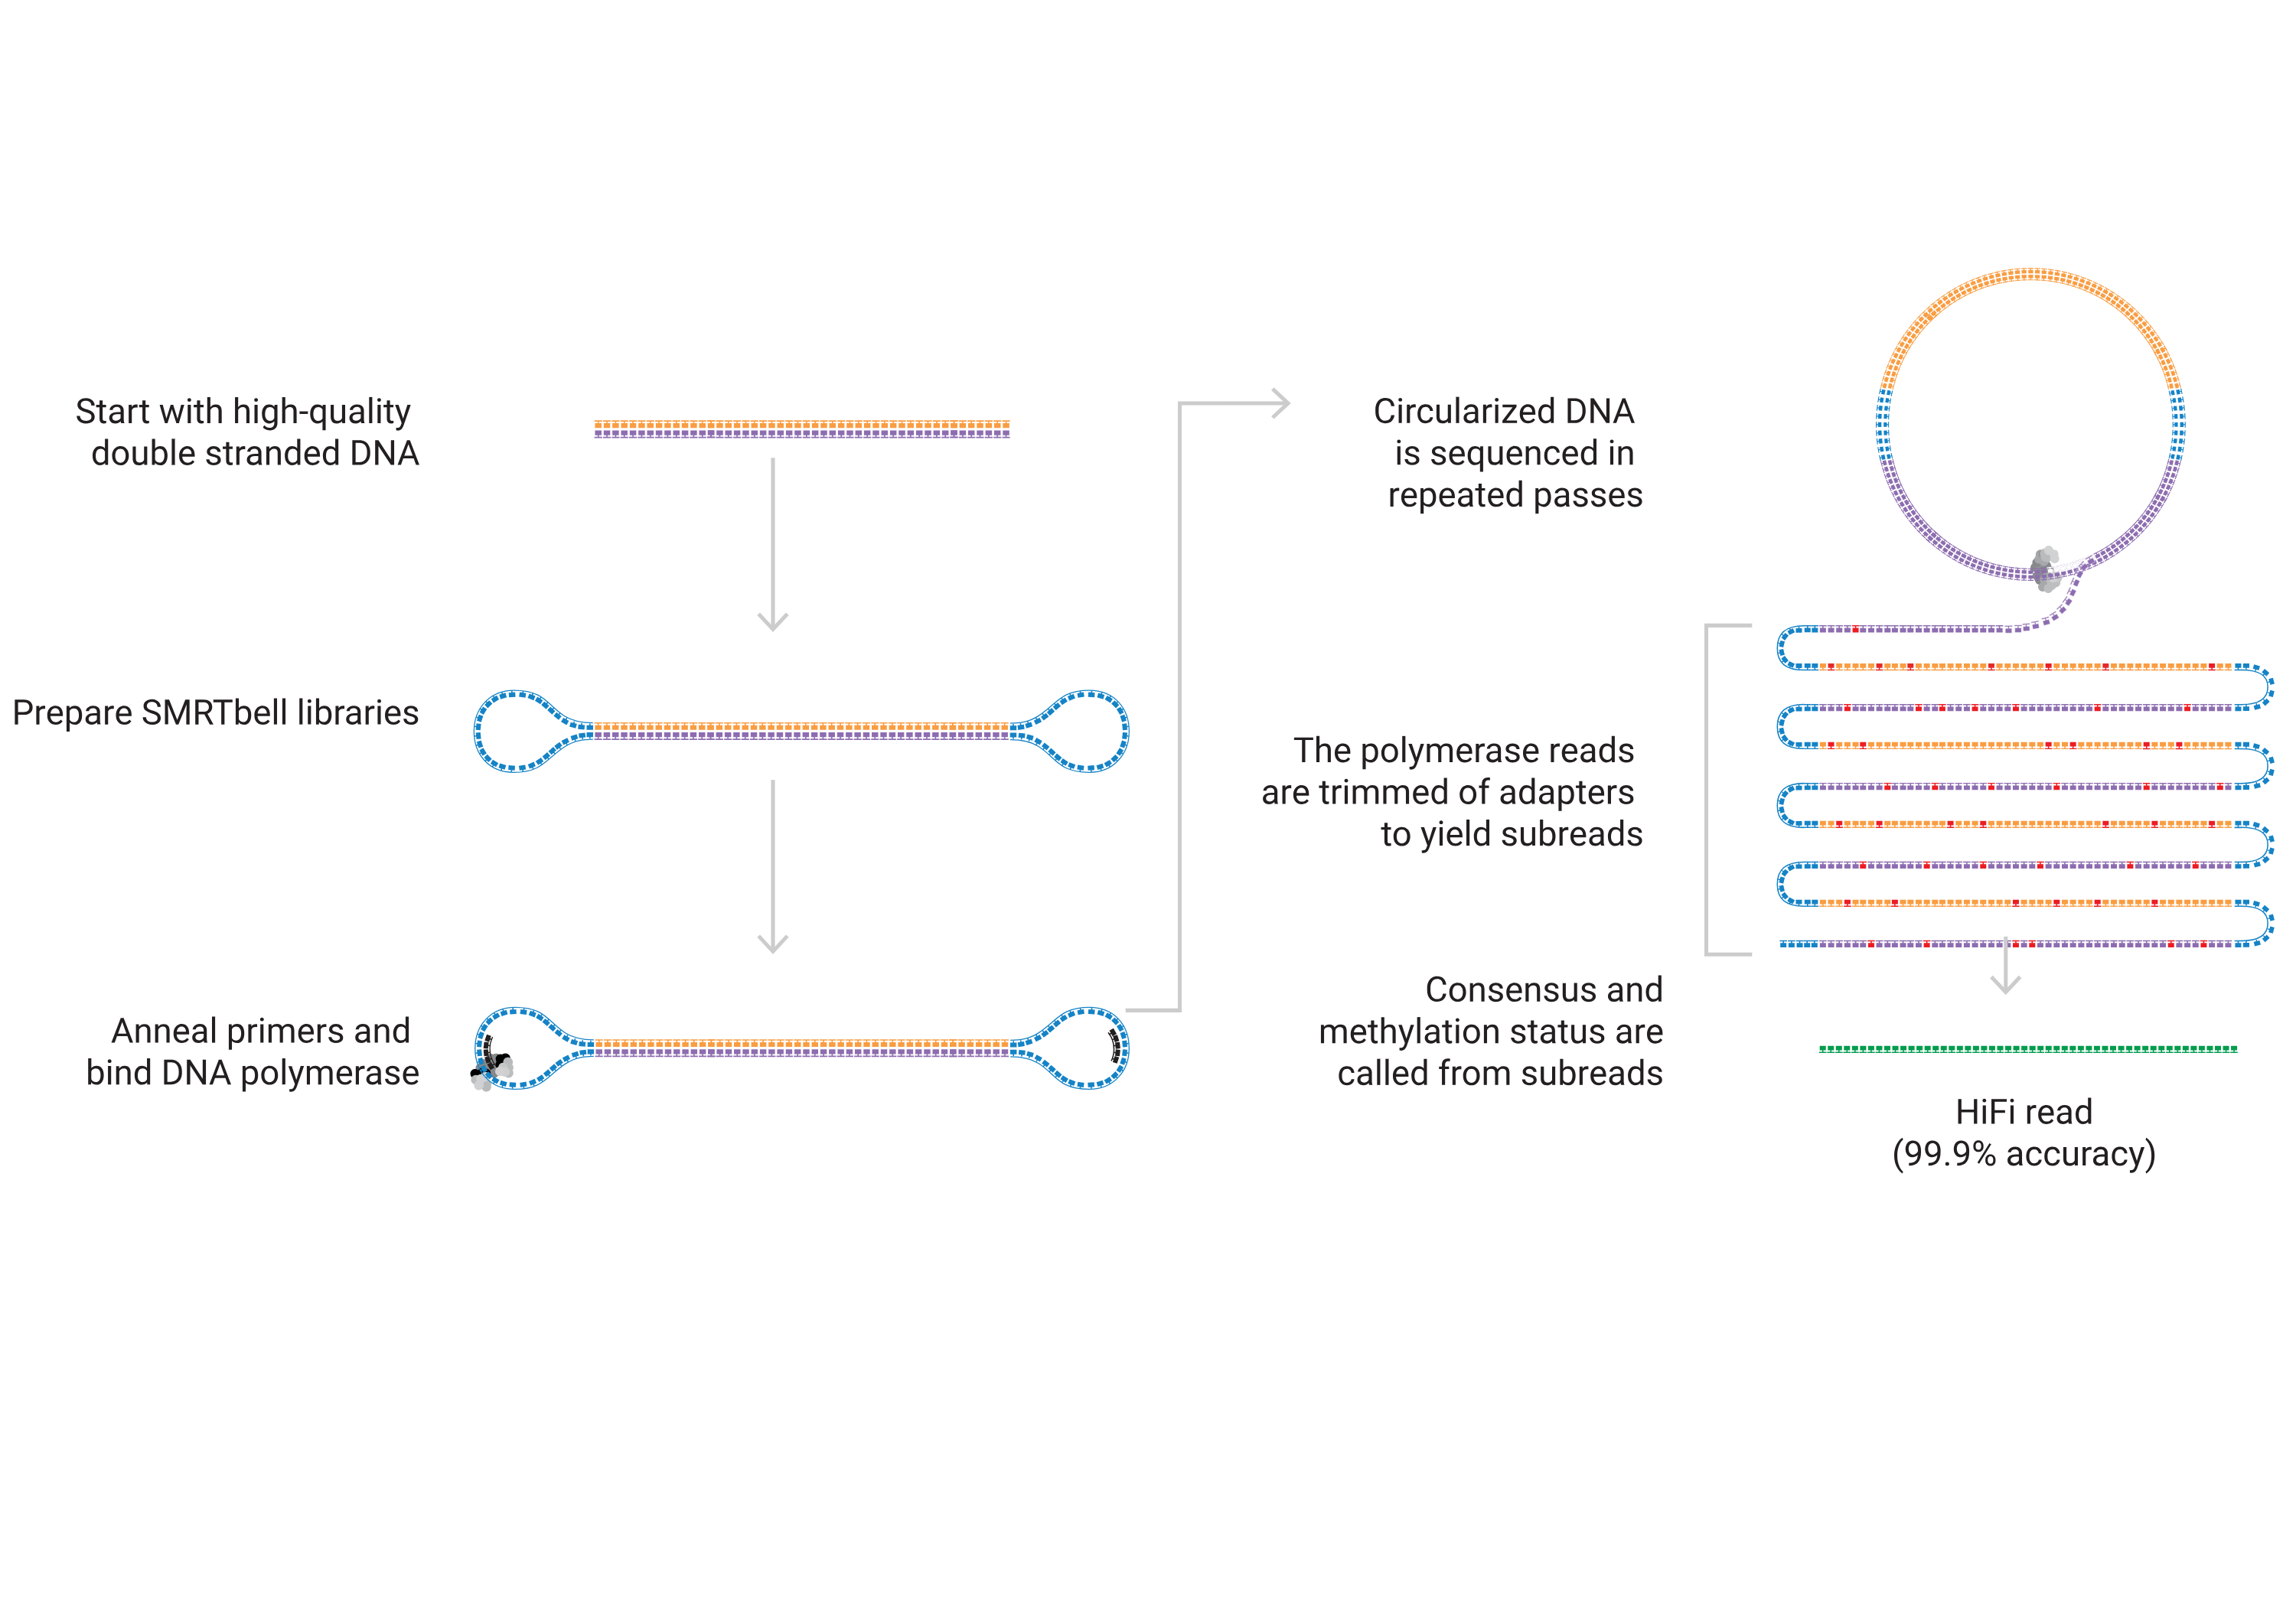 Start with high-quality
double stranded DNA
Prepare SMRTbell libraries
Anneal primers and
bind DNA polymerase
Circularized DNA
is sequenced in
repeated passes
The polymerase reads
are trimmed of adapters
to yield subreads
Consensus and
methylation status are
called from subreads
HiFi read
(99.9% accuracy)